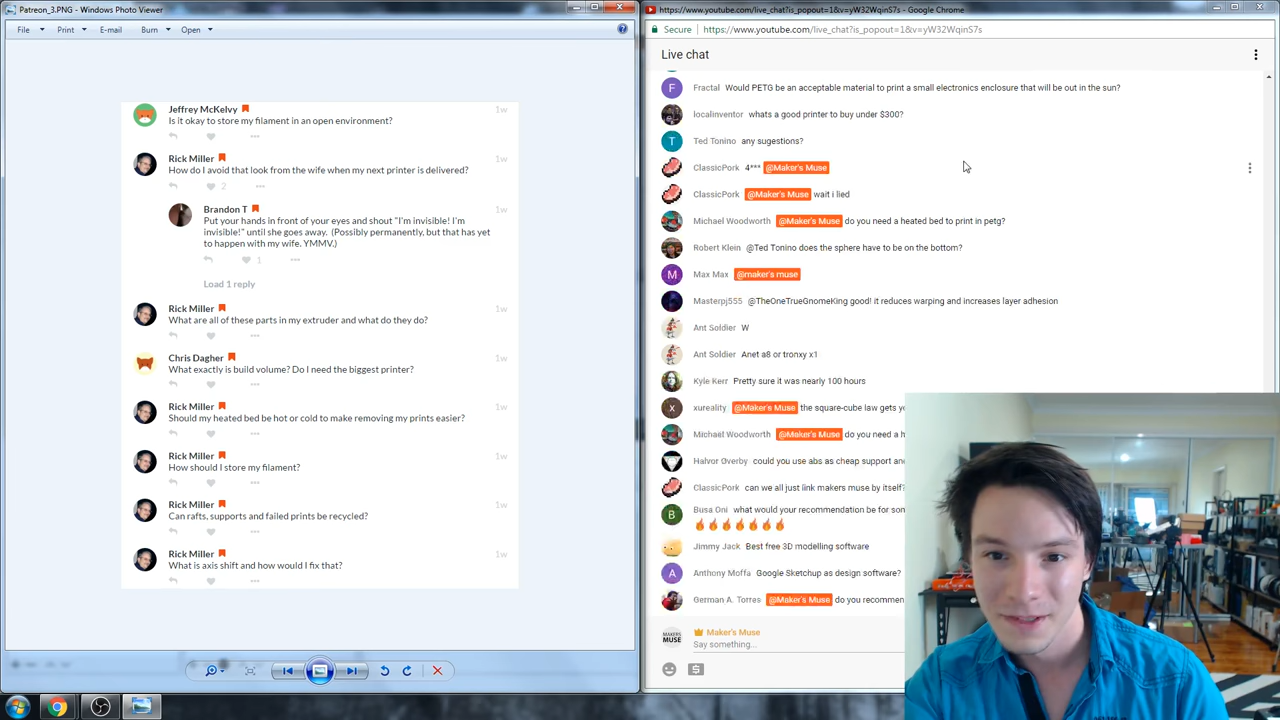 Patreon_3.PNG - Windows Photo Viewer
File Print E-mail Burn Open
Jeffrey McKelvy 1w
Is it okay to store my filament in an open environment?
Rick Miller 1w
How do I avoid that look from the wife when my next printer is delivered?
2
Brandon T 1w
Put your hands in front of your eyes and shout "I'm invisible! I'm
invisible!" until she goes away. (Possibly permanently, but that has yet
to happen with my wife. YMMV.)
1
Load 1 reply
Rick Miller 1w
What are all of these parts in my extruder and what do they do?
Chris Dagher 1w
What exactly is build volume? Do I need the biggest printer?
Rick Miller 1w
Should my heated bed be hot or cold to make removing my prints easier?
Rick Miller 1w
How should I store my filament?
Rick Miller 1w
Can rafts, supports and failed prints be recycled?
Rick Miller 1w
What is axis shift and how would I fix that?
https://www.youtube.com/live_chat?is_popout=1&v=yW32WqinS7s - Google Chrome
Secure https://www.youtube.com/live_chat?is_popout=1&v=yW32WqinS7s
Live chat
F Fractal Would PETG be an acceptable material to print a small electronics enclosure that will be out in the sun?
localinventor whats a good printer to buy under $300?
T Ted Tonino any sugestions?
ClassicPork 4*** @Maker's Muse
ClassicPork @Maker's Muse wait i lied
Michael Woodworth @Maker's Muse do you need a heated bed to print in petg?
Robert Klein @Ted Tonino does the sphere have to be on the bottom?
M Max Max @maker's muse
Masterpj555 @TheOneTrueGnomeKing good! it reduces warping and increases layer adhesion
Ant Soldier W
Ant Soldier Anet a8 or tronxy x1
Kyle Kerr Pretty sure it was nearly 100 hours
x xureality @Maker's Muse the square-cube law gets
Michael Woodworth @Maker's Muse do you need a
Halvor Øverby could you use abs as cheap support and
ClassicPork can we all just link makers muse by itself?
B Busa Oni what would your recommendation be for
🔥🔥🔥🔥🔥🔥🔥
Jimmy Jack Best free 3D modelling software
A Anthony Moffa Google Sketchup as design software?
German A. Torres @Maker's Muse do you
MAKER'S MUSE Maker's Muse
Say something...